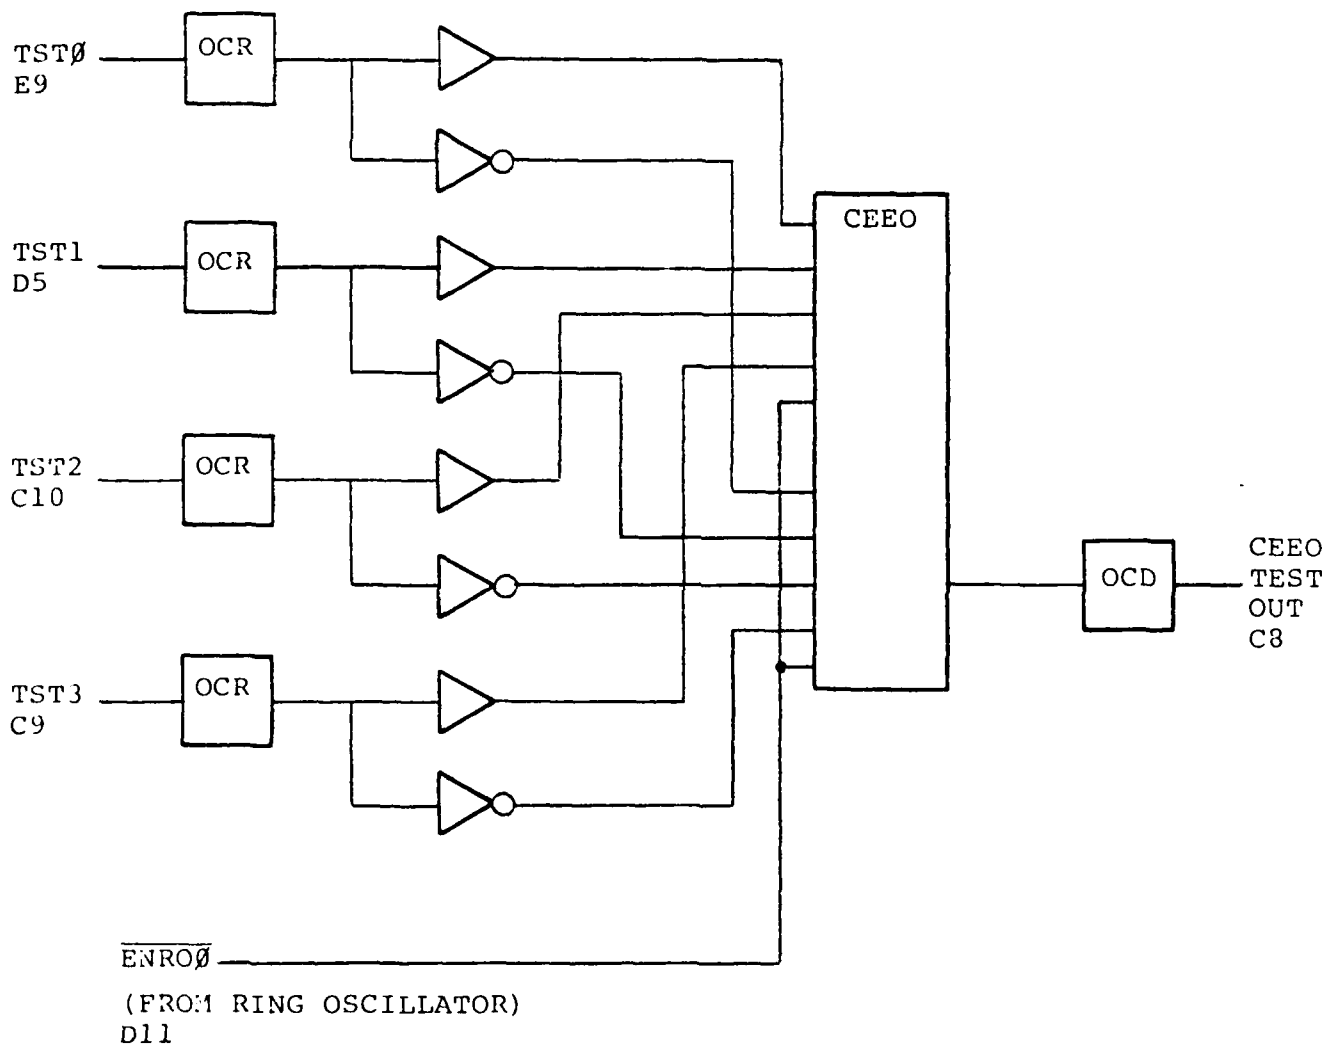 TSTØ
E9
OCR
TST1
D5
OCR
CEEO
TST2
C10
OCR
OCD
CEEO
TEST
OUT
C8
TST3
C9
OCR
ENROØ
(FROM RING OSCILLATOR)
D11